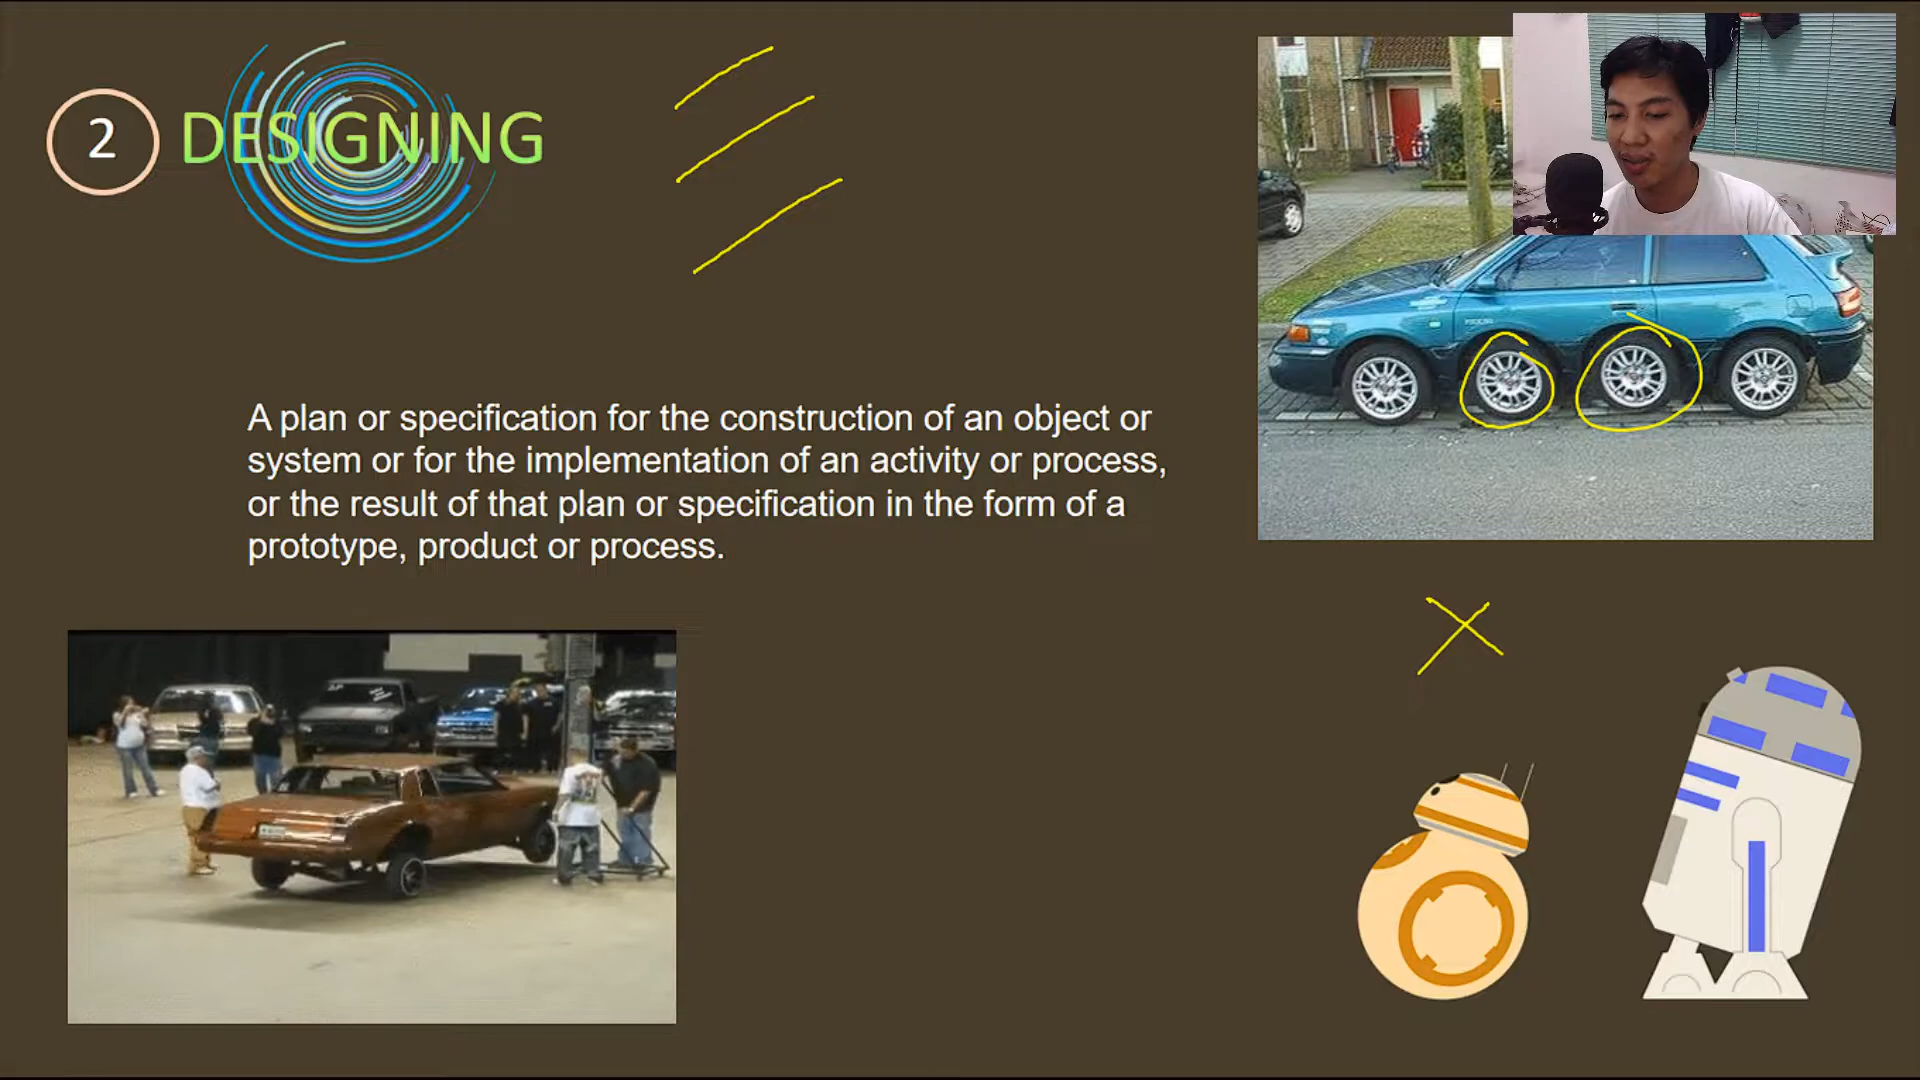 2
DESIGNING
A plan or specification for the construction of an object or
system or for the implementation of an activity or process,
or the result of that plan or specification in the form of a
prototype, product or process.